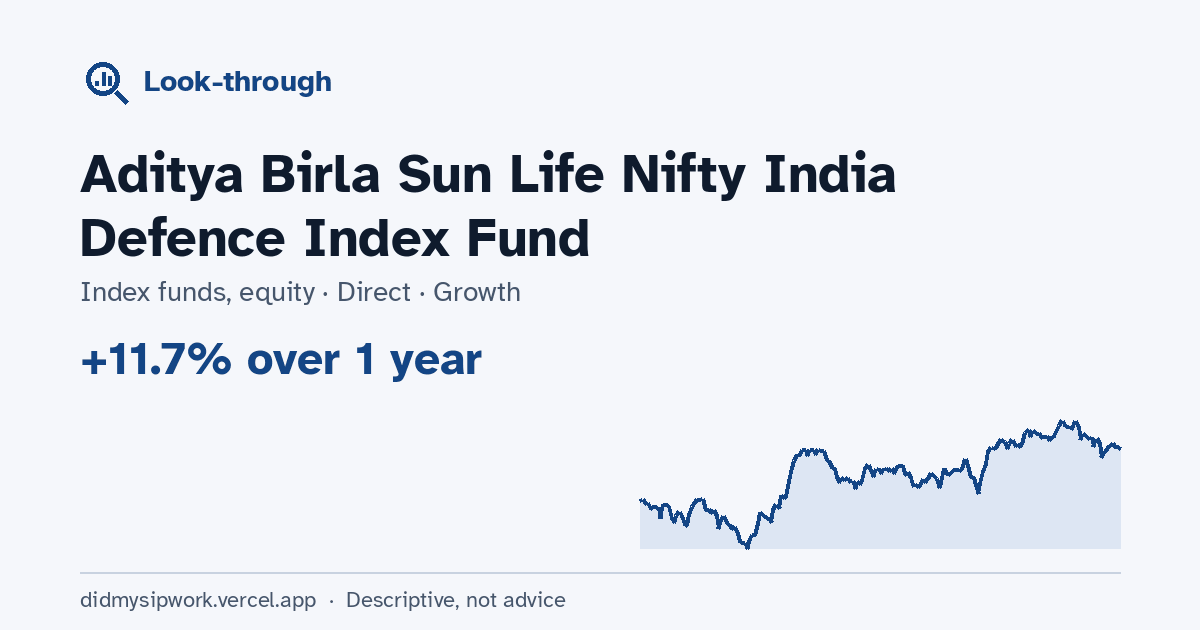 Look-through
Aditya Birla Sun Life Nifty India
Defence Index Fund
Index funds, equity · Direct · Growth
+11.7% over 1 year
didmysipwork.vercel.app · Descriptive, not advice